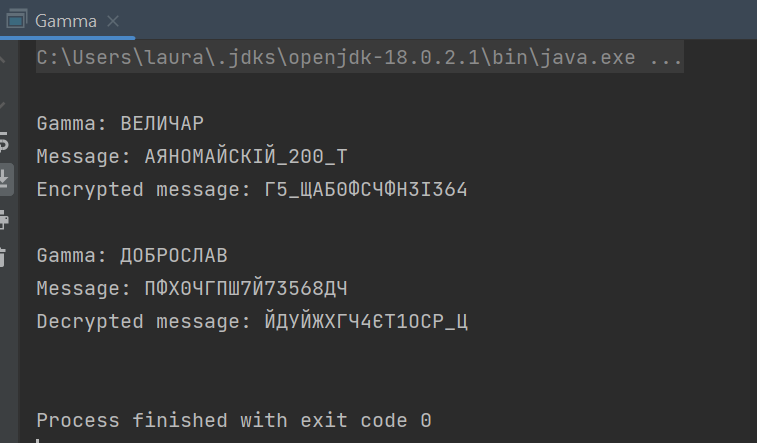 Gamma
C:\Users\laura\.jdks\openjdk-18.0.2.1\bin\java.exe ...
Gamma: ВЕЛИЧАР
Message: АЯНОМАЙСКІЙ_200_Т
Encrypted message: Г5_ЩАБ0ФСЧФН3І364
Gamma: ДОБРОСЛАВ
Message: ПФХ0ЧГПШ7Й73568ДЧ
Decrypted message: ЙДУЙЖХГЧ4ЄТ1ОСР_Ц
Process finished with exit code 0